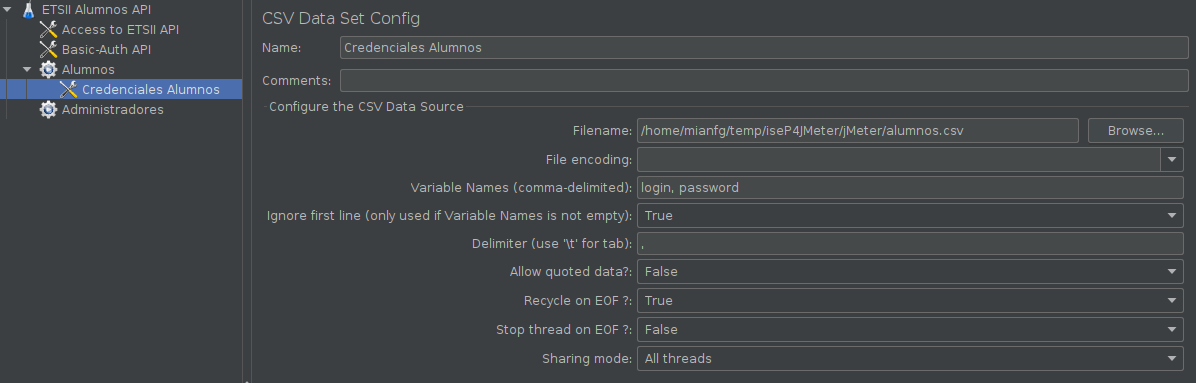 ETSII Alumnos API
Access to ETSII API
Basic-Auth API
Alumnos
Credenciales Alumnos
Administradores
CSV Data Set Config
Name: Credenciales Alumnos
Comments:
Configure the CSV Data Source
Filename: /home/mianfg/temp/iseP4JMeter/jMeter/alumnos.csv Browse...
File encoding:
Variable Names (comma-delimited): login, password
Ignore first line (only used if Variable Names is not empty): True
Delimiter (use '\t' for tab): ,
Allow quoted data?: False
Recycle on EOF ?: True
Stop thread on EOF ?: False
Sharing mode: All threads